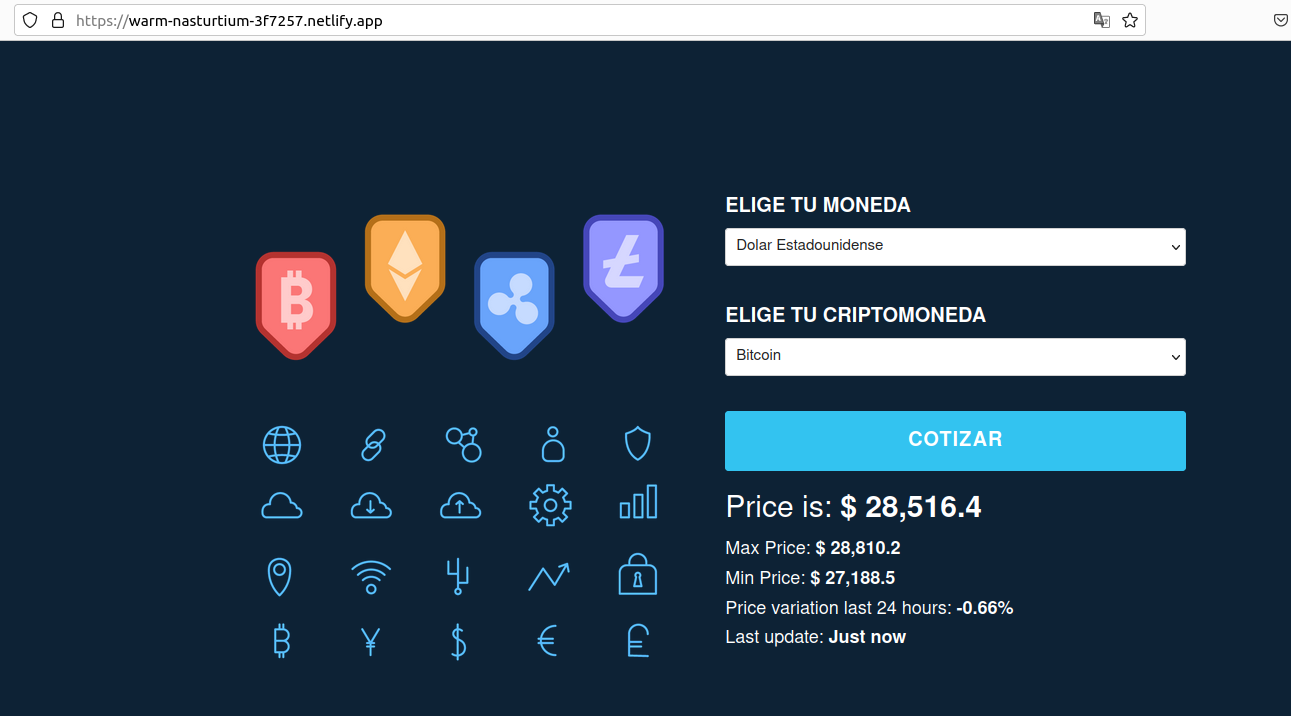 https://warm-nasturtium-3f7257.netlify.app
ELIGE TU MONEDA
Dolar Estadounidense
ELIGE TU CRIPTOMONEDA
Bitcoin
COTIZAR
Price is: $ 28,516.4
Max Price: $ 28,810.2
Min Price: $ 27,188.5
Price variation last 24 hours: -0.66%
Last update: Just now